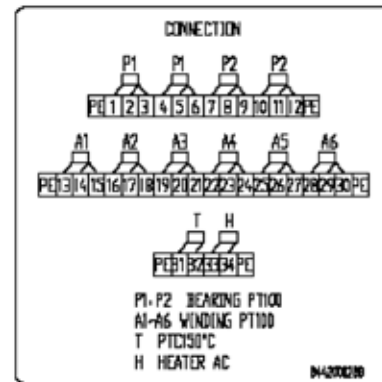 CONNECTION
P1 P1 P2 P2
PE 1 2 3 4 5 6 7 8 9 10 11 12 PE
A1 A2 A3 A4 A5 A6
PE 13 14 15 16 17 18 19 20 21 22 23 24 25 26 27 28 29 30 PE
T H
PE 31 32 33 34 PE
P1, P2 BEARING PT100
A1~A6 WINDING PT100
T PTC150°C
H HEATER AC